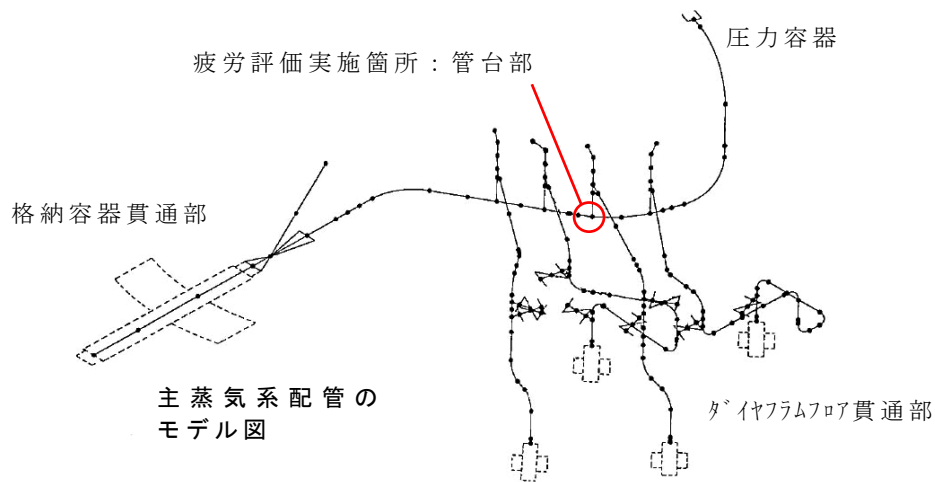 圧力容器
疲労評価実施箇所：管台部
格納容器貫通部
主蒸気系配管の
モデル図
ﾀﾞｲﾔﾌﾗﾑﾌﾛｱ貫通部